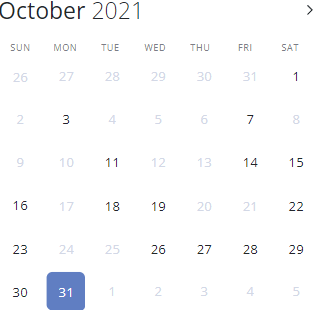 October 2021 >
SUN MON TUE WED THU FRI SAT
26 27 28 29 30 31 1
2 3 4 5 6 7 8
9 10 11 12 13 14 15
16 17 18 19 20 21 22
23 24 25 26 27 28 29
30 31 1 2 3 4 5